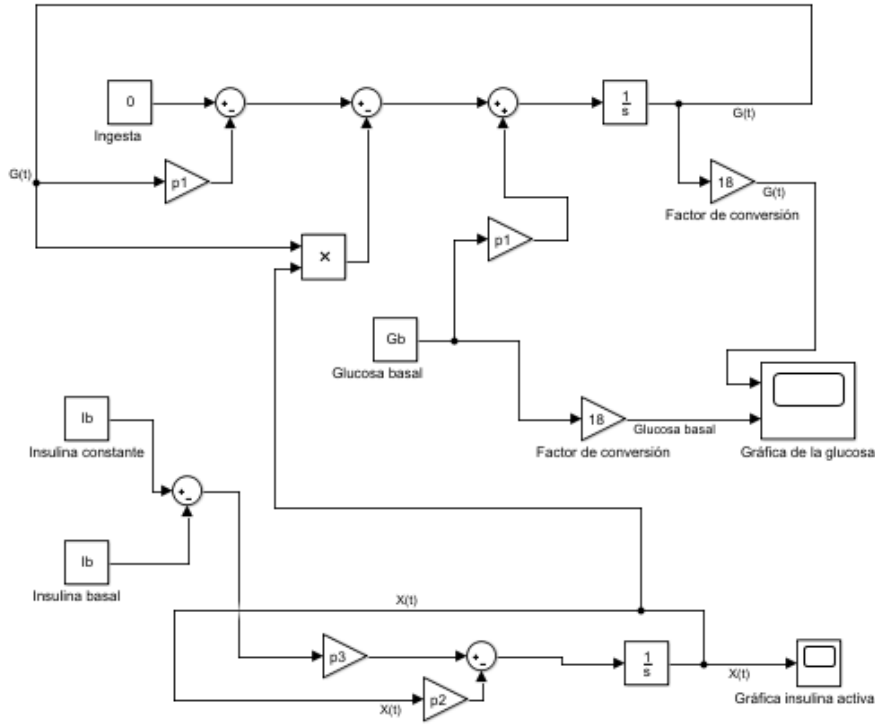 0
Ingesta
+
-
+
-
+
+
1
s
G(t)
G(t)
p1
18
G(t)
Factor de conversión
×
p1
Gb
Glucosa basal
Ib
Insulina constante
18
Glucosa basal
Factor de conversión
Gráfica de la glucosa
+
-
Ib
Insulina basal
X(t)
p3
+
-
1
s
X(t)
p2
X(t)
Gráfica insulina activa